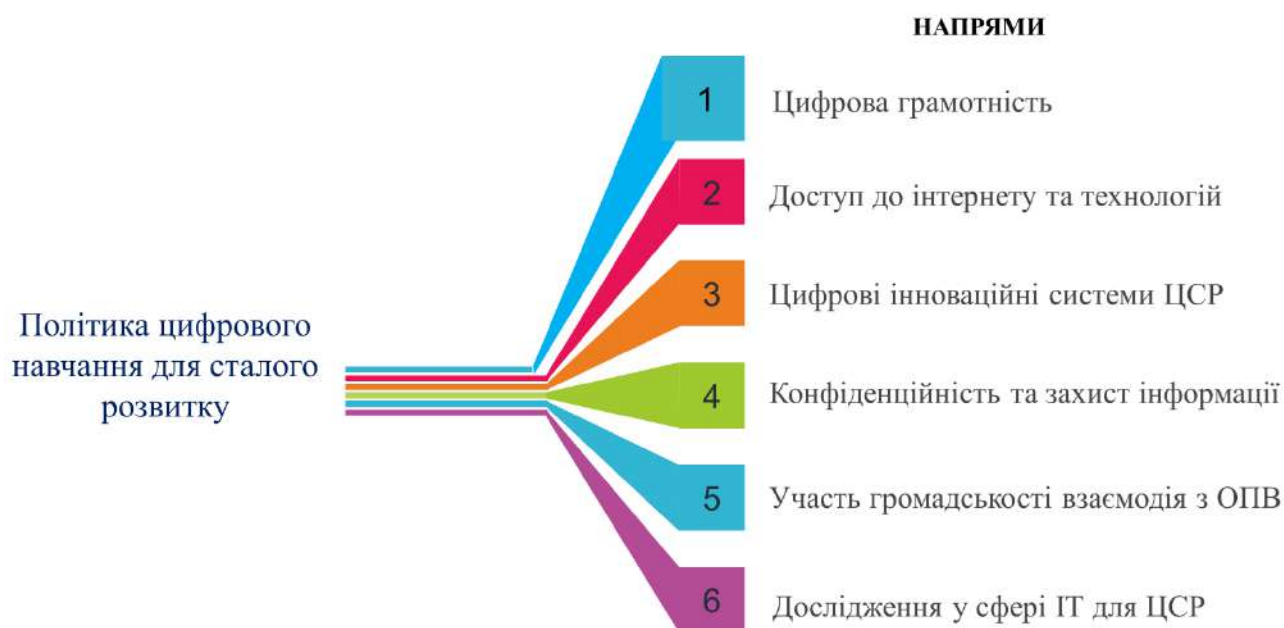 НАПРЯМИ
1 Цифрова грамотність
2 Доступ до інтернету та технологій
3 Цифрові інноваційні системи ЦСР
Політика цифрового
навчання для сталого
розвитку
4 Конфіденційність та захист інформації
5 Участь громадськості взаємодія з ОПВ
6 Дослідження у сфері ІТ для ЦСР